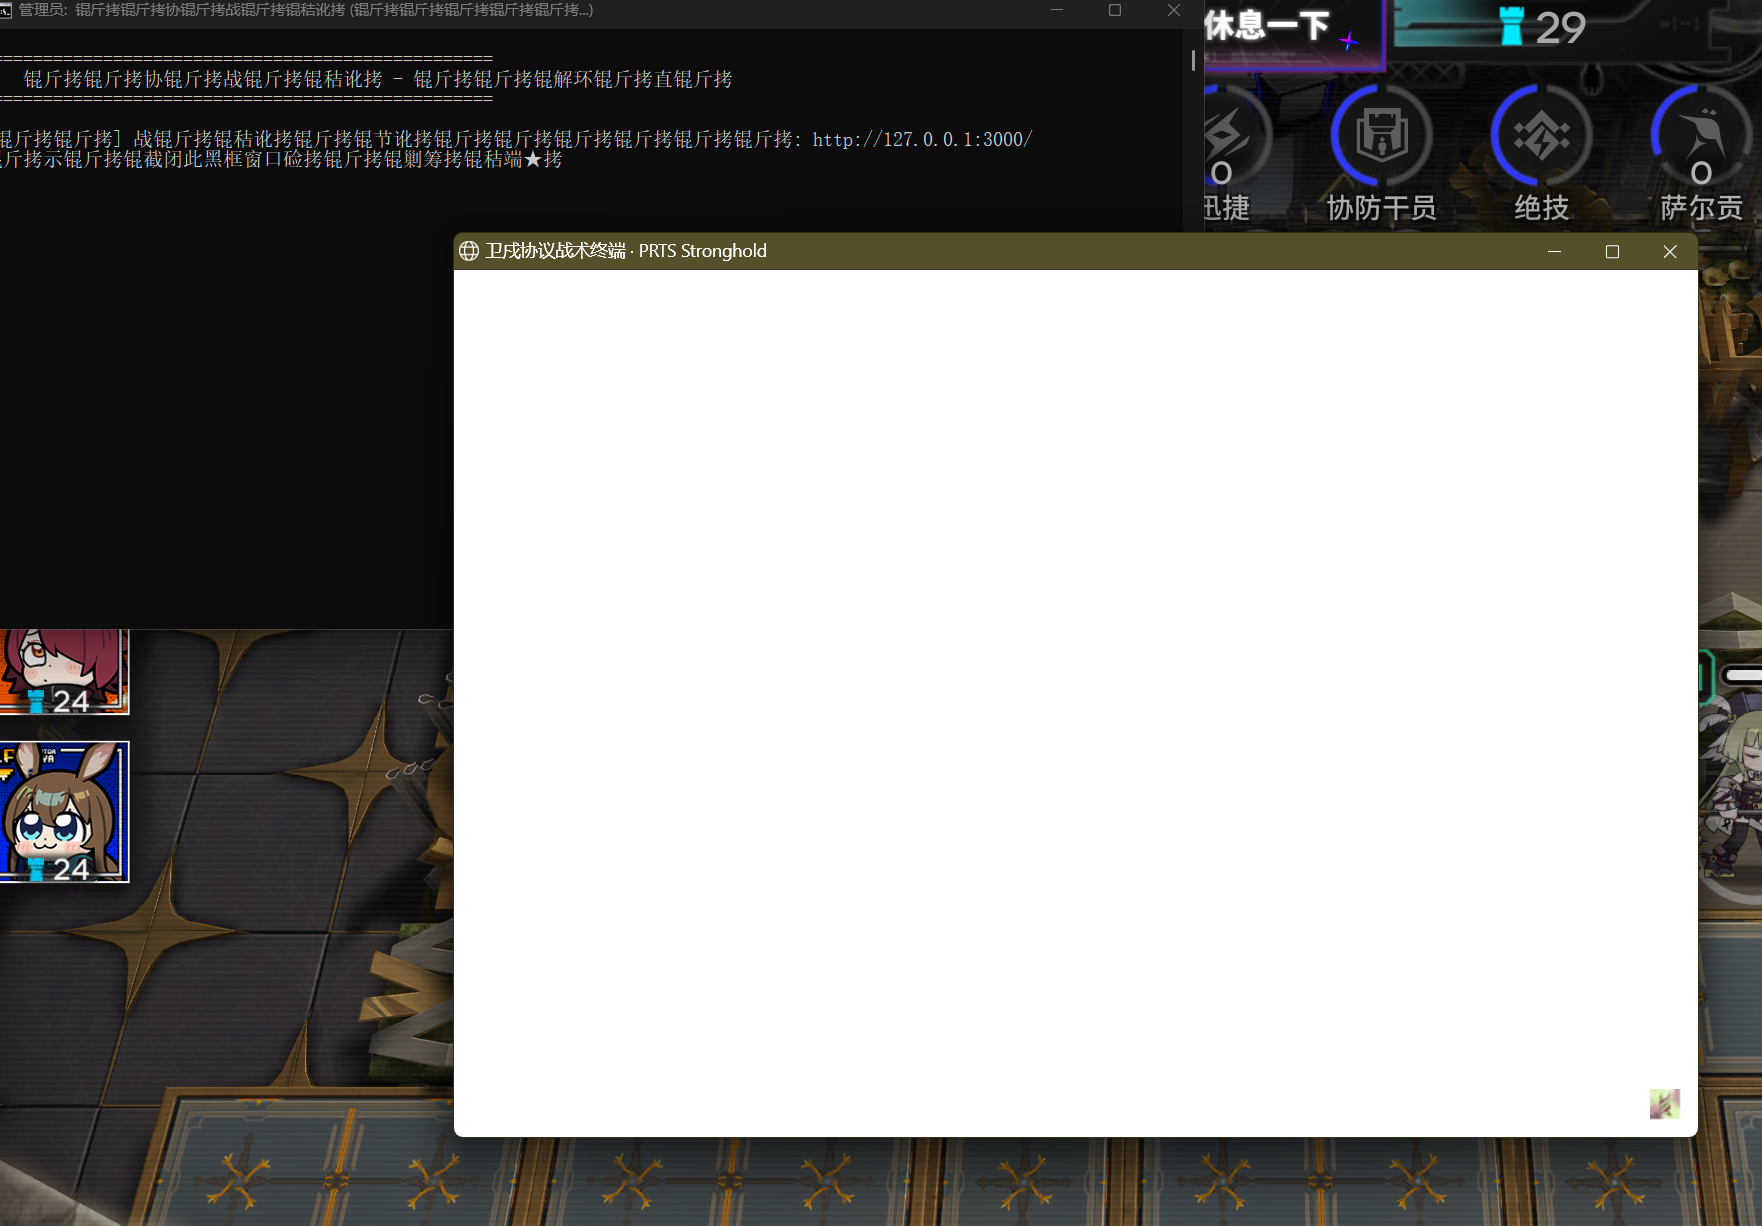 管理员: 锟斤拷锟斤拷协锟斤拷战锟斤拷锟秸讹拷 (锟斤拷锟斤拷锟斤拷锟斤拷锟斤拷...)
==================================================
锟斤拷锟斤拷协锟斤拷战锟斤拷锟秸讹拷 - 锟斤拷锟斤拷锟解环锟斤拷直锟斤拷
==================================================
锟斤拷锟斤拷] 战锟斤拷锟秸讹拷锟斤拷锟节讹拷锟斤拷锟斤拷锟斤拷锟斤拷锟斤拷锟斤拷: http://127.0.0.1:3000/
斤拷示锟斤拷锟截闭此黑框窗口硷拷锟斤拷锟剿筹拷锟秸端★拷
休息一下
29
0
迅捷
协防干员
绝技
0
萨尔贡
卫戍协议战术终端 · PRTS Stronghold
24
24